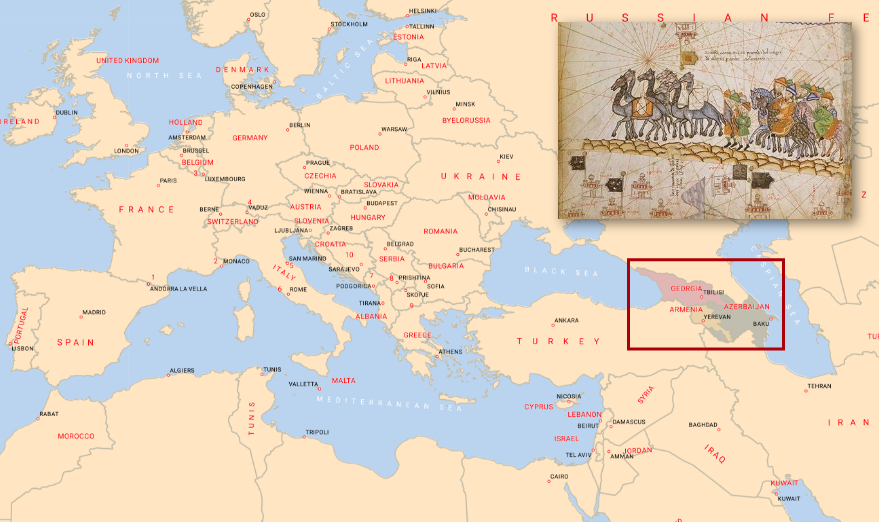 OSLO
STOCKHOLM
HELSINKI
TALLINN
ESTONIA
R U S S I A N F E
UNITED KINGDOM
NORTH SEA
DENMARK
COPENHAGEN
BALTIC SEA
RIGA
LATVIA
LITHUANIA
VILNIUS
MINSK
BYELORUSSIA
IRELAND
DUBLIN
LONDON
HOLLAND
AMSTERDAM
BRUSSEL
BELGIUM
3
LUXEMBOURG
GERMANY
BERLIN
WARSAW
POLAND
PRAGUE
CZECHIA
KIEV
UKRAINE
PARIS
FRANCE
BERNE
4
VADUZ
SWITZERLAND
WIENNA
BRATISLAVA
SLOVAKIA
AUSTRIA
BUDAPEST
HUNGARY
MOLDAVIA
CHISINAU
SLOVENIA
LJUBLJANA
ZAGREB
CROATIA
ROMANIA
BELGRAD
SERBIA
BUCHAREST
BULGARIA
Z
2
MONACO
SAN MARINO
5
ITALY
10
SARAJEVO
1
ANDORRA LA VELLA
6
ROME
PODGORICA
7
8
PRISHTINA
SOFIA
SKOPJE
9
TIRANA
ALBANIA
BLACK SEA
CASPIAN SEA
GEORGIA
TBILISI
ARMENIA
AZERBAIJAN
YEREVAN
BAKU
PORTUGAL
LISBON
MADRID
SPAIN
GREECE
ATHENS
ANKARA
TURKEY
TU
ALGIERS
TUNIS
TUNIS
VALLETTA
MALTA
MEDITERRANEAN SEA
NICOSIA
CYPRUS
LEBANON
BEIRUT
SYRIA
DAMASCUS
BAGHDAD
IRAQ
TEHRAN
IRAN
RABAT
MOROCCO
TRIPOLI
ISRAEL
TEL AVIV
AMMAN
JORDAN
CAIRO
KUWAIT
KUWAIT